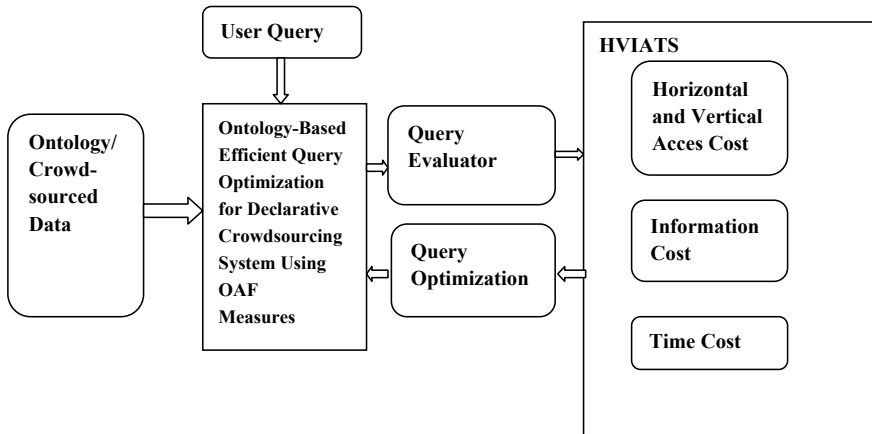 User Query
HVIATS
Ontology/
Crowd-
sourced
Data
Ontology-Based
Efficient Query
Optimization
for Declarative
Crowdsourcing
System Using
OAF
Measures
Query
Evaluator
Query
Optimization
Horizontal
and Vertical
Acces Cost
Information
Cost
Time Cost